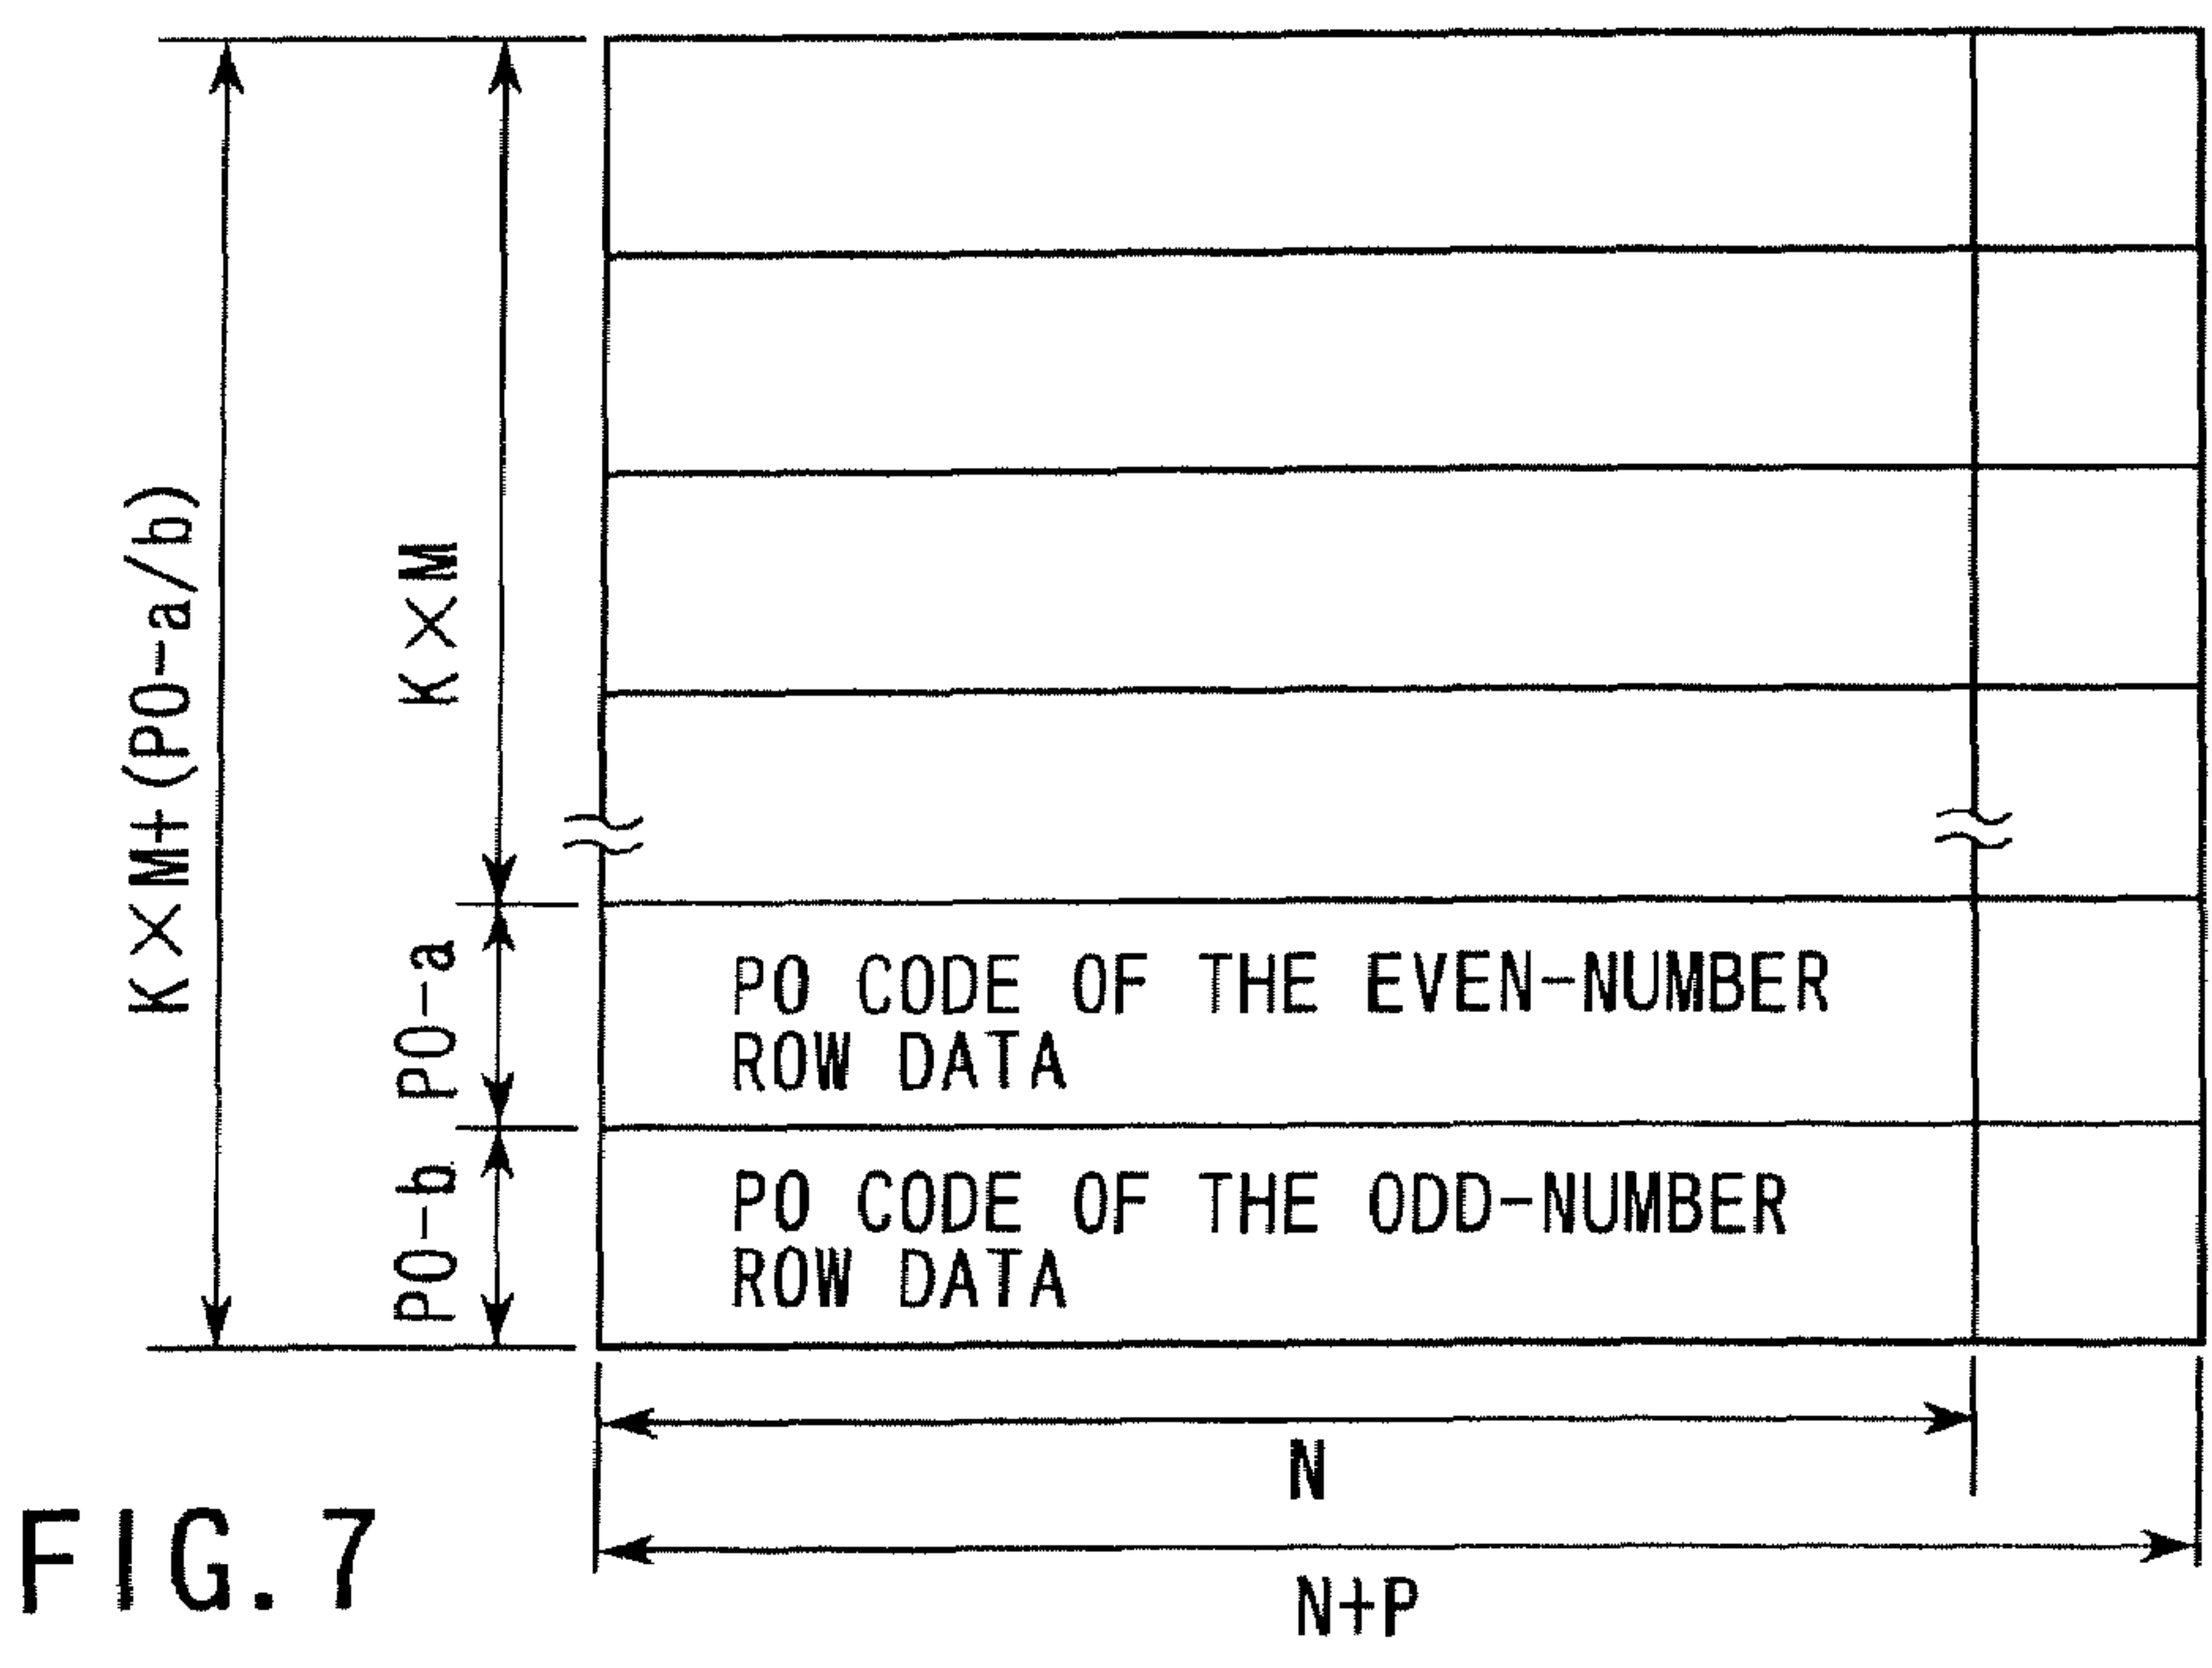 K×M+(PO-a/b)
K×M
PO-a
PO-b
PO CODE OF THE EVEN-NUMBER
ROW DATA
PO CODE OF THE ODD-NUMBER
ROW DATA
N
N+P
FIG. 7